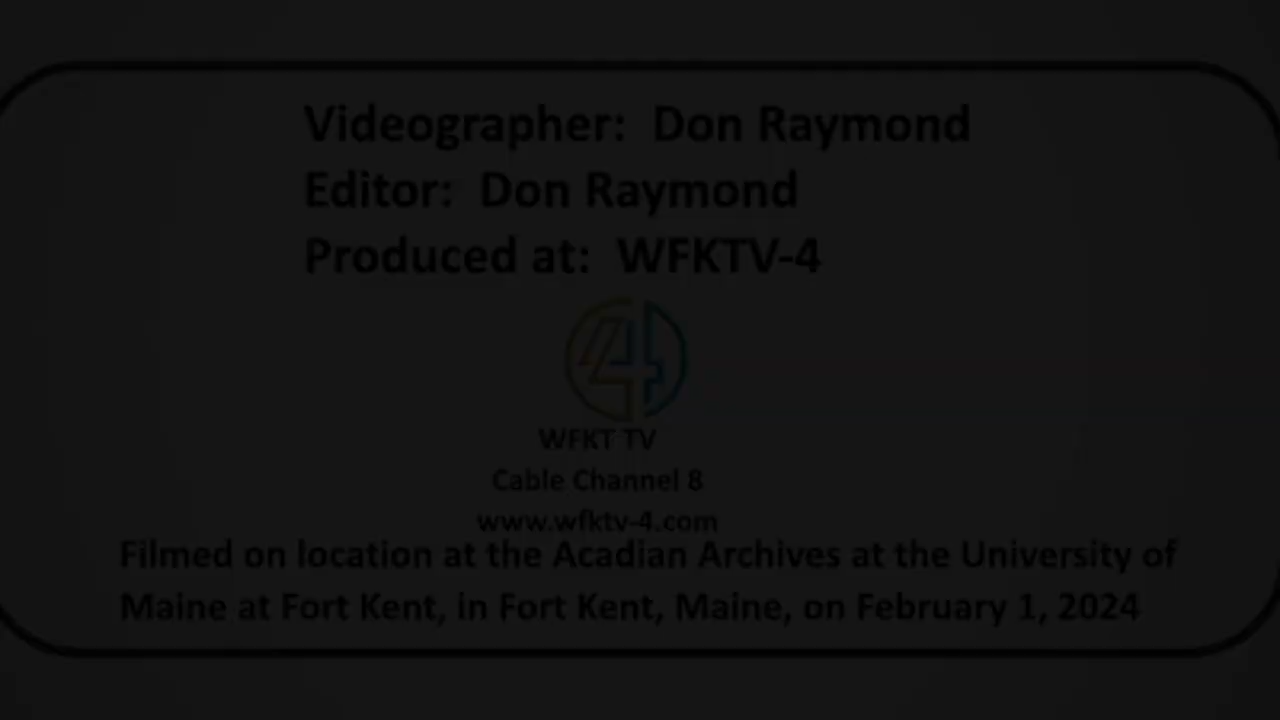 Videographer: Don Raymond
Editor: Don Raymond
Produced at: WFKTV-4
4
WFKT TV
Cable Channel 8
www.wfktv-4.com
Filmed on location at the Acadian Archives at the University of
Maine at Fort Kent, in Fort Kent, Maine, on February 1, 2024